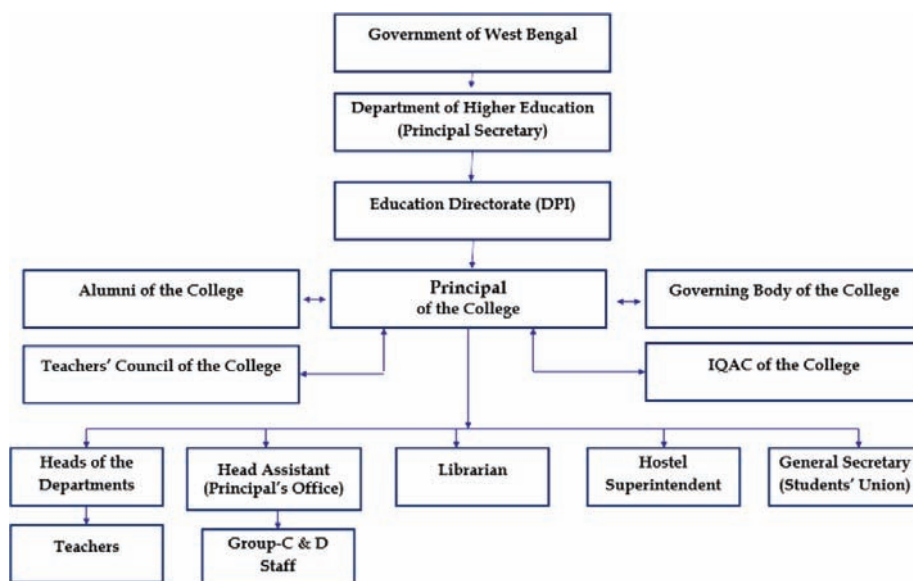 Government of West Bengal
Department of Higher Education
(Principal Secretary)
Education Directorate (DPI)
Alumni of the College
Principal
of the College
Governing Body of the College
Teachers' Council of the College
IQAC of the College
Heads of the
Departments
Head Assistant
(Principal's Office)
Librarian
Hostel
Superintendent
General Secretary
(Students' Union)
Teachers
Group-C & D
Staff